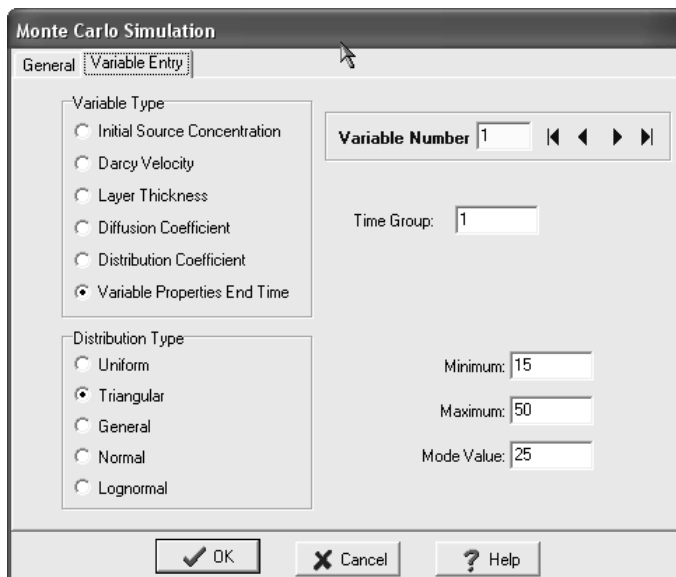 Monte Carlo Simulation
General Variable Entry
Variable Type
Initial Source Concentration
Darcy Velocity
Layer Thickness
Diffusion Coefficient
Distribution Coefficient
Variable Properties End Time
Variable Number 1
Time Group: 1
Distribution Type
Uniform
Triangular
General
Normal
Lognormal
Minimum: 15
Maximum: 50
Mode Value: 25
OK Cancel Help